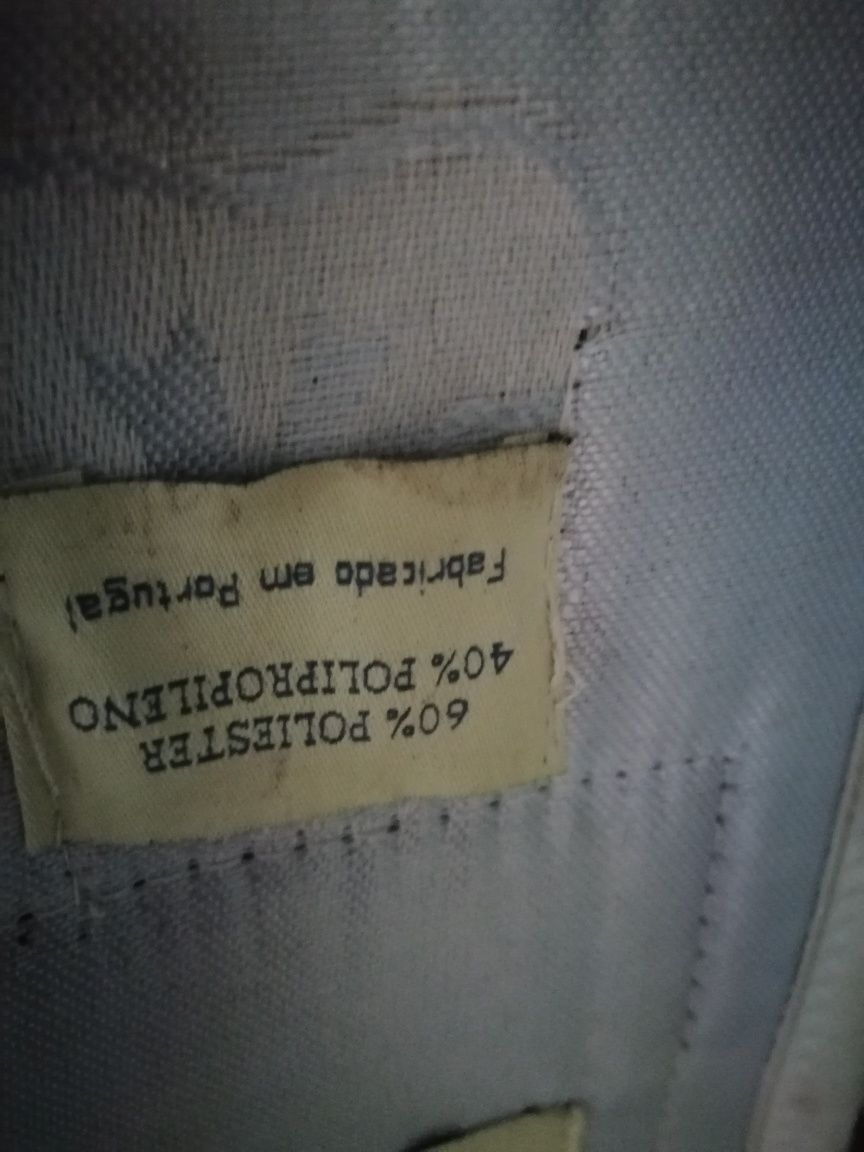 60% POLIESTER
40% POLIPROPILENO
Fabricado em Portugal